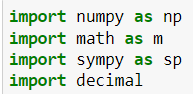 import numpy as np
import math as m
import sympy as sp
import decimal